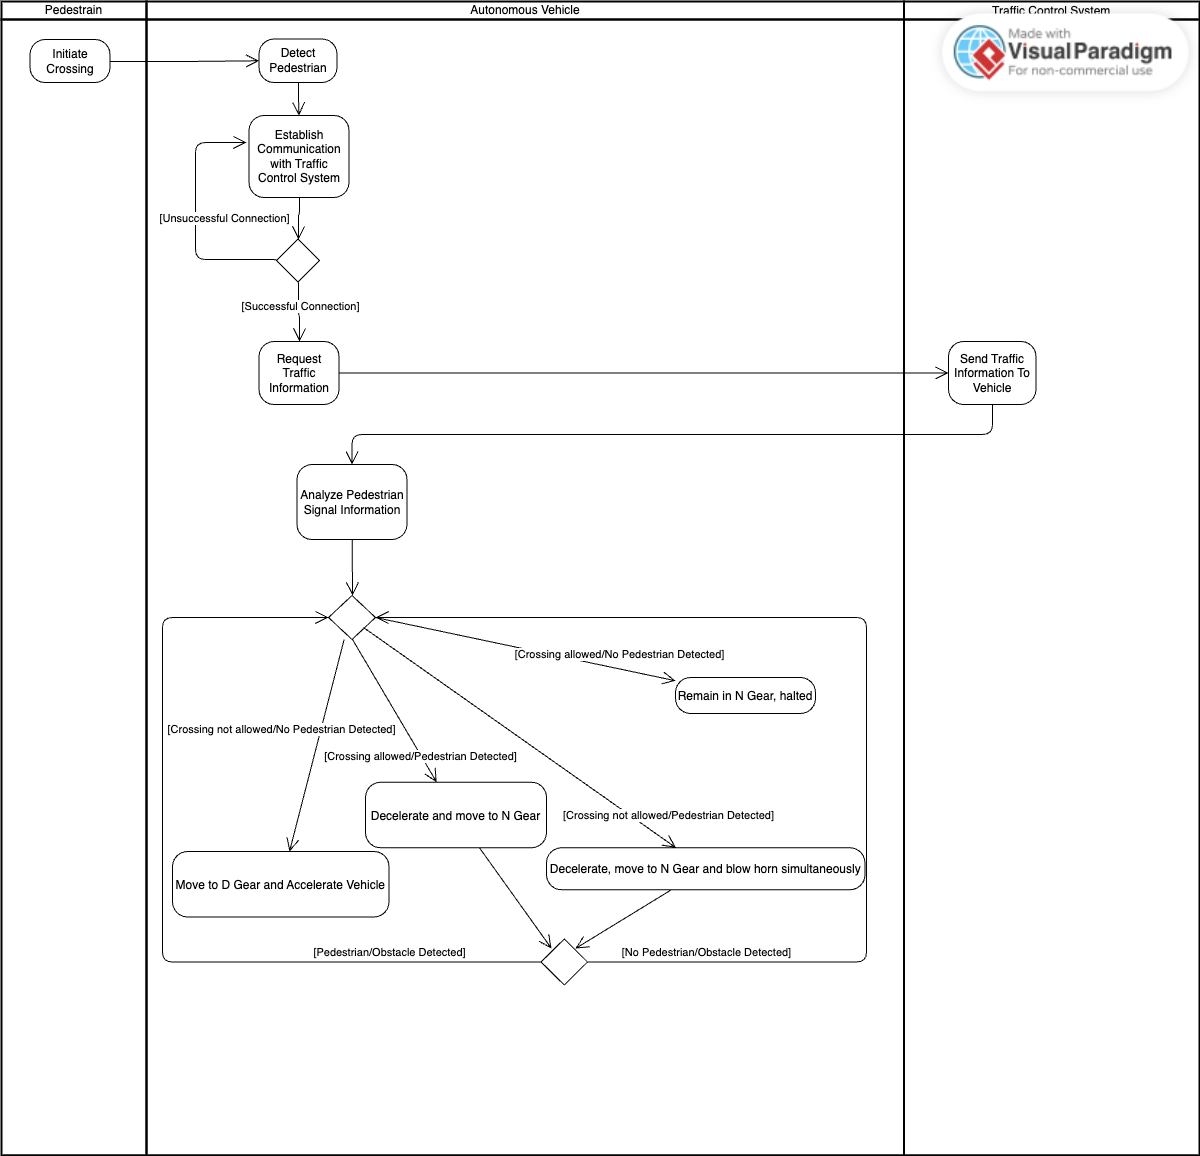 Pedestrain
Autonomous Vehicle
Traffic Control System
Made with
Visual Paradigm
For non-commercial use
Initiate
Crossing
Detect
Pedestrian
Establish
Communication
with Traffic
Control System
[Unsuccessful Connection]
[Successful Connection]
Request
Traffic
Information
Send Traffic
Information To
Vehicle
Analyze Pedestrian
Signal Information
[Crossing allowed/No Pedestrian Detected]
Remain in N Gear, halted
[Crossing not allowed/No Pedestrian Detected]
[Crossing allowed/Pedestrian Detected]
Decelerate and move to N Gear
[Crossing not allowed/Pedestrian Detected]
Decelerate, move to N Gear and blow horn simultaneously
Move to D Gear and Accelerate Vehicle
[Pedestrian/Obstacle Detected]
[No Pedestrian/Obstacle Detected]